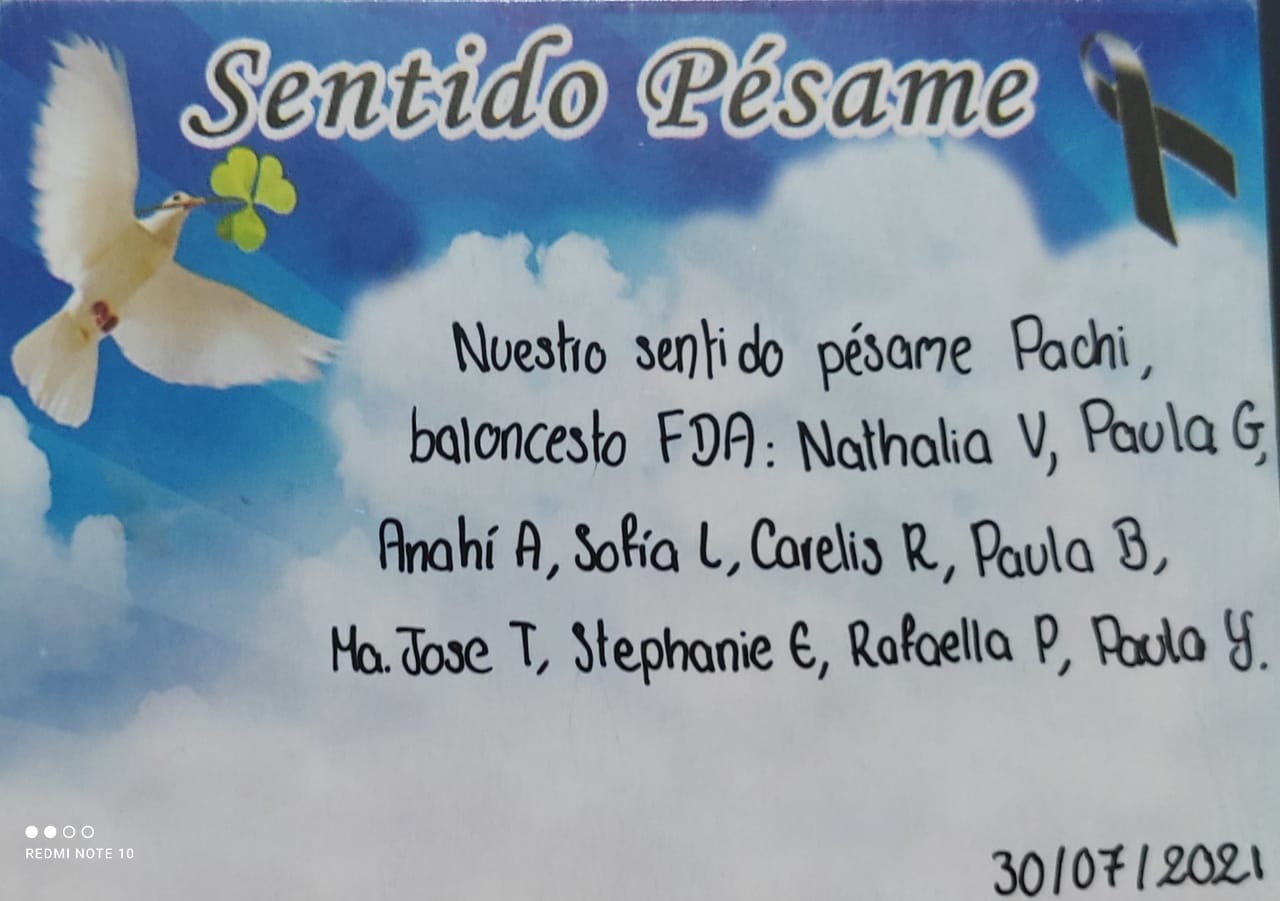 Sentido Pésame
Nuestro sentido pésame Pachi,
baloncesto FDA: Nathalia V, Paula G,
Anahí A, Sofía L, Carelis R, Paula B,
Ma. Jose T, Stephanie E, Rafaella P, Paula Y.
REDMI NOTE 10
30/07/2021